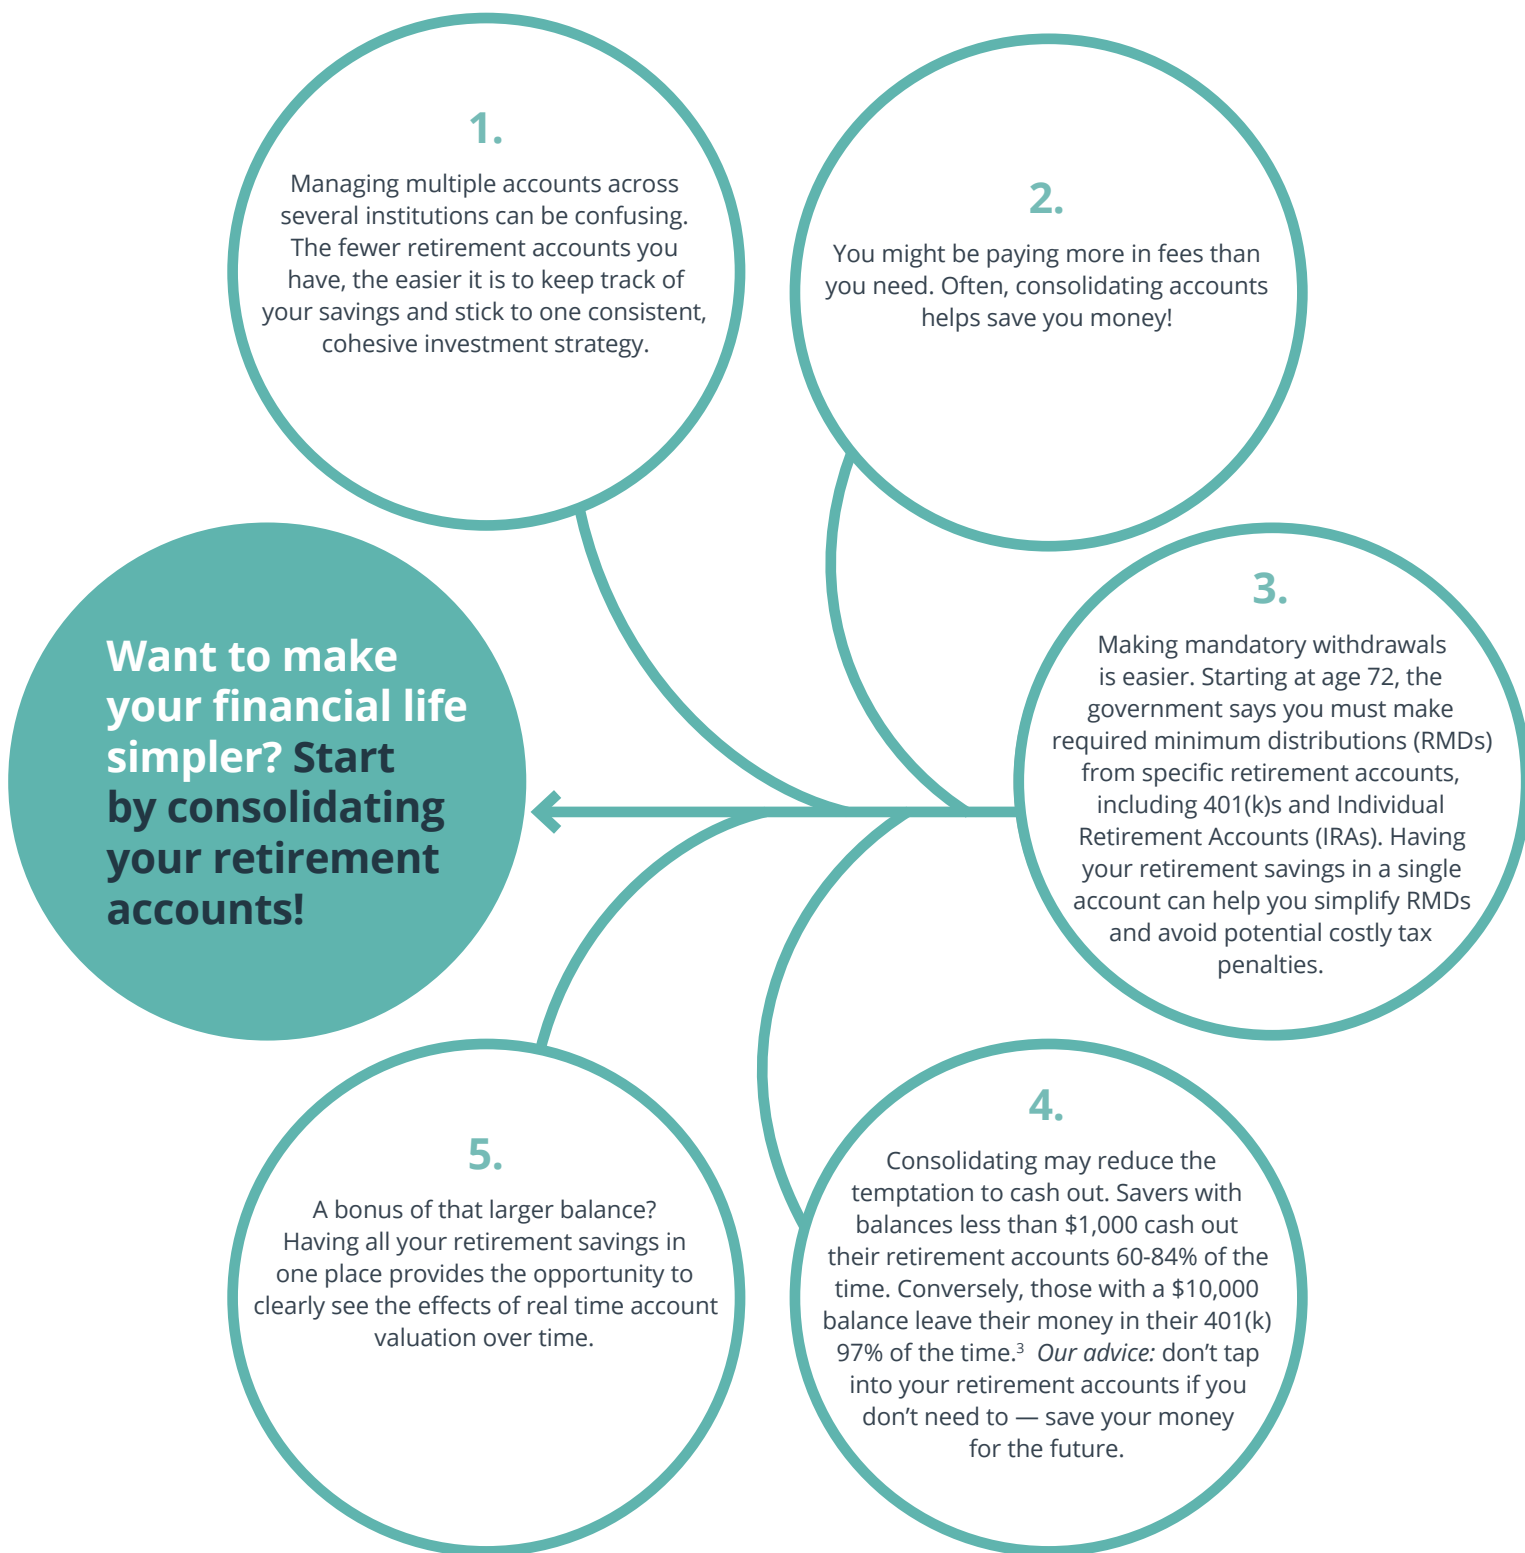 Want to make
your financial life
simpler? Start
by consolidating
your retirement
accounts!
1.
Managing multiple accounts across
several institutions can be confusing.
The fewer retirement accounts you
have, the easier it is to keep track of
your savings and stick to one consistent,
cohesive investment strategy.
2.
You might be paying more in fees than
you need. Often, consolidating accounts
helps save you money!
3.
Making mandatory withdrawals
is easier. Starting at age 72, the
government says you must make
required minimum distributions (RMDs)
from specific retirement accounts,
including 401(k)s and Individual
Retirement Accounts (IRAs). Having
your retirement savings in a single
account can help you simplify RMDs
and avoid potential costly tax
penalties.
4.
Consolidating may reduce the
temptation to cash out. Savers with
balances less than $1,000 cash out
their retirement accounts 60-84% of the
time. Conversely, those with a $10,000
balance leave their money in their 401(k)
97% of the time.³ Our advice: don’t tap
into your retirement accounts if you
don’t need to — save your money
for the future.
5.
A bonus of that larger balance?
Having all your retirement savings in
one place provides the opportunity to
clearly see the effects of real time account
valuation over time.